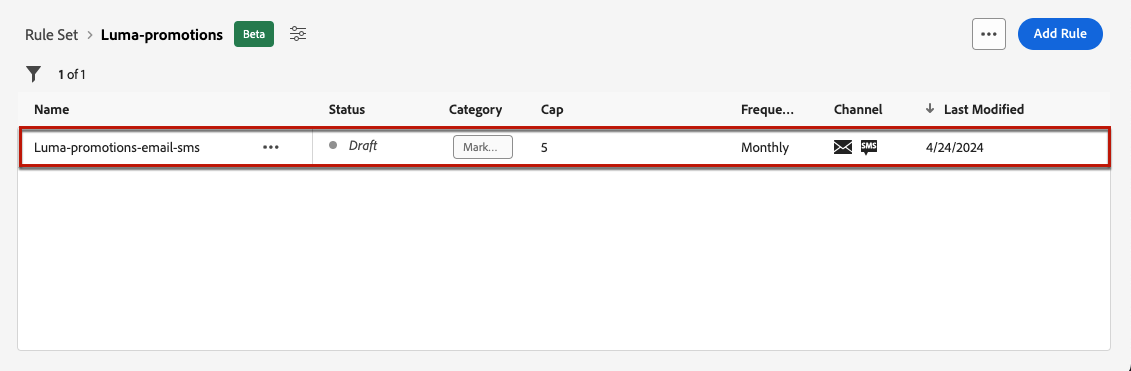 Rule Set > Luma-promotions Beta
Add Rule
1 of 1
Name Status Category Cap Freque... Channel Last Modified
Luma-promotions-email-sms Draft Mark... 5 Monthly SMS 4/24/2024